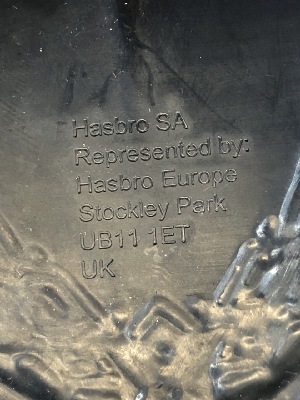 Hasbro SA
Represented by:
Hasbro Europe
Stockley Park
UB11 1ET
UK